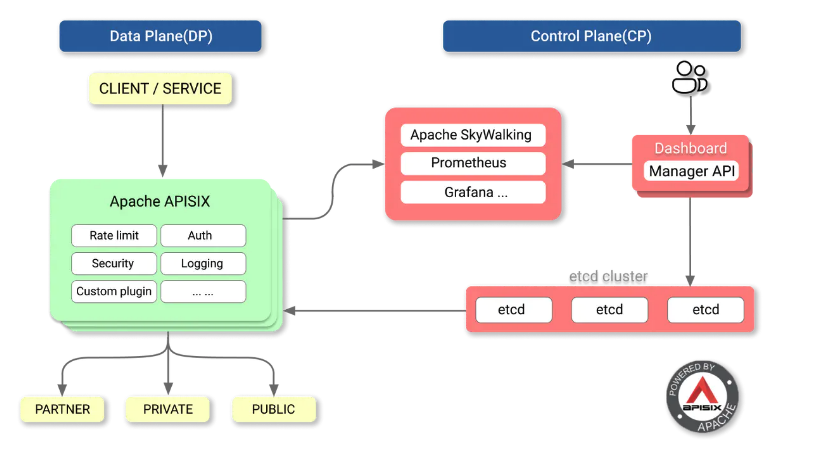 Data Plane(DP)
Control Plane(CP)
CLIENT / SERVICE
Apache SkyWalking
Prometheus
Grafana ...
Dashboard
Manager API
Apache APISIX
Rate limit
Auth
Security
Logging
Custom plugin
... ...
etcd cluster
etcd
etcd
etcd
PARTNER
PRIVATE
PUBLIC
POWERED BY
APISIX
APACHE